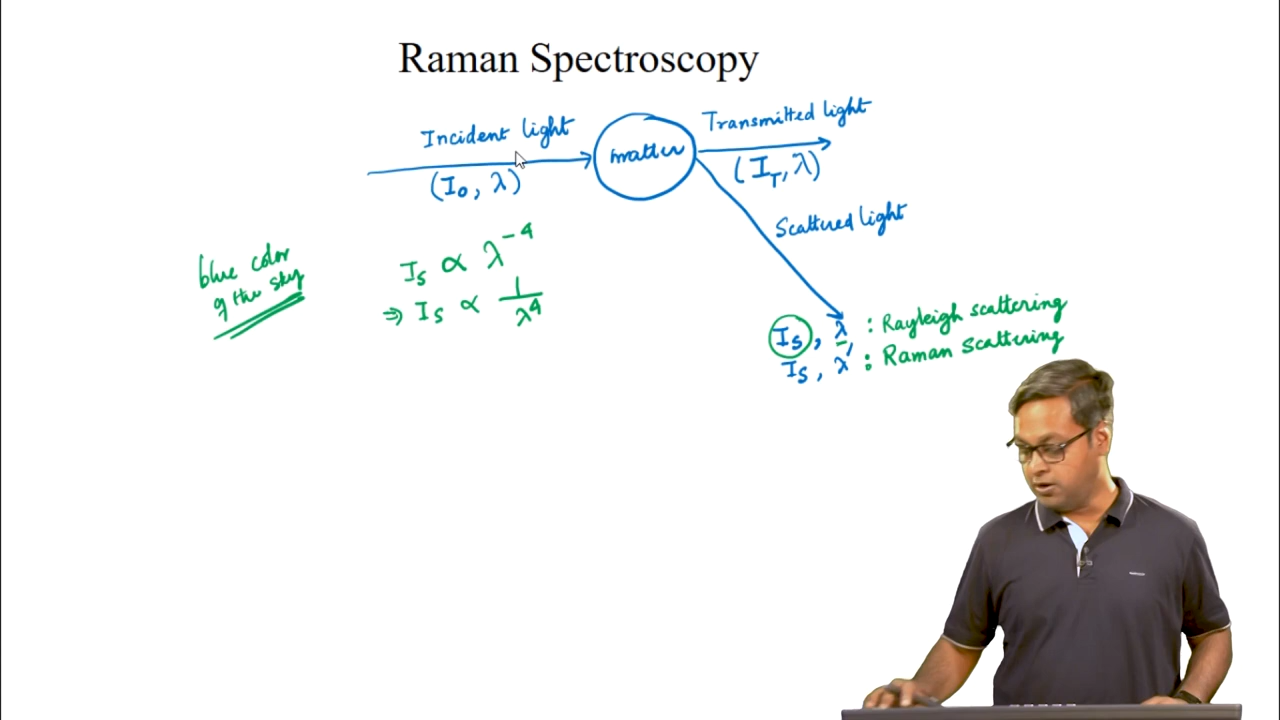 Raman Spectroscopy
Incident light
(I₀, λ)
matter
Transmitted light
(I_T, λ)
Scattered light
blue color
of the sky
I_S ∝ λ⁻⁴
⇒ I_S ∝ 1/λ⁴
I_S, λ : Rayleigh scattering
I_S, λ' : Raman Scattering